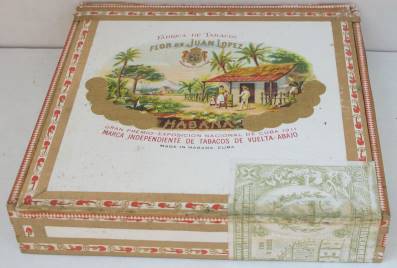 FABRICA DE TABACOS
FLOR DE JUAN LOPEZ
HABANA
GRAN PREMIO-EXPOSICION NACIONAL DE CUBA 1911
MARCA INDEPENDIENTE DE TABACOS DE VUELTA-ABAJO
MADE IN HABANA, CUBA